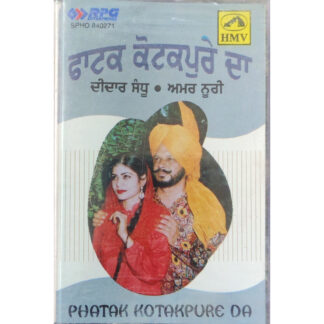 RPG
SPHO 840271
HMV
ਫਾਟਕ ਕੋਟਕਪੁਰੇ ਦਾ
ਦੀਦਾਰ ਸੰਧੂ • ਅਮਰ ਨੂਰੀ
PHATAK KOTAKPURE DA